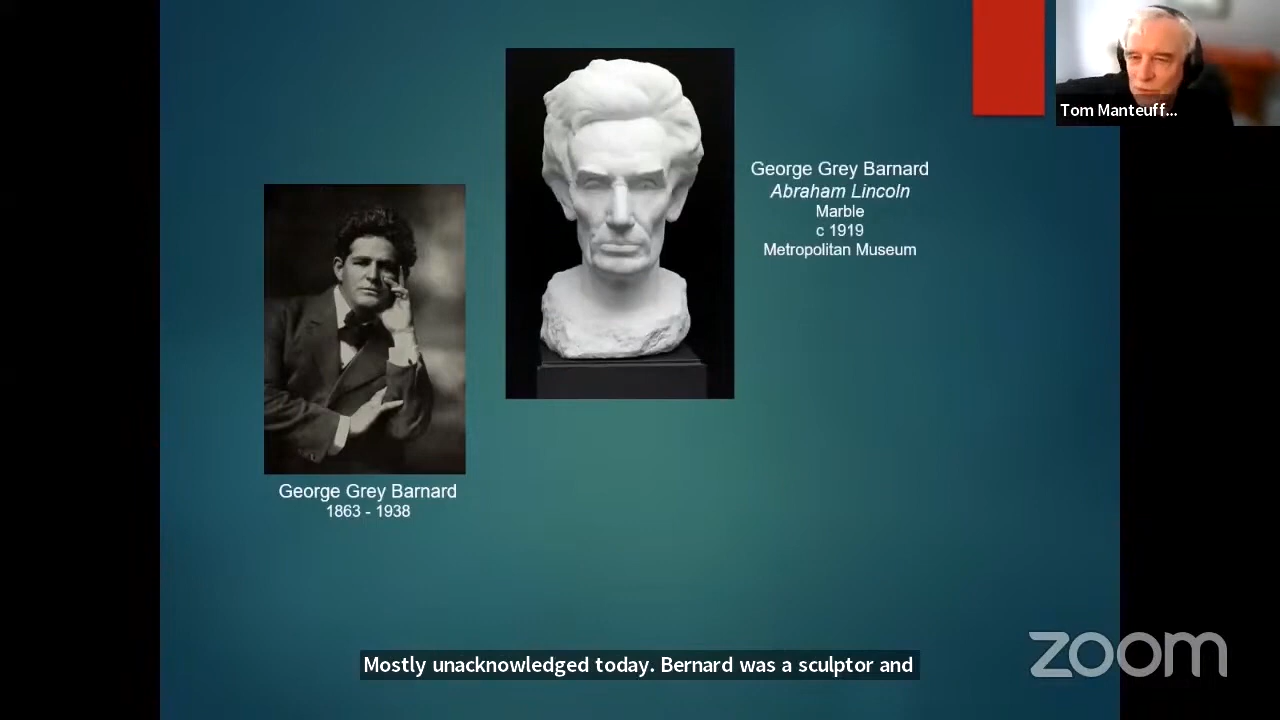 Tom Manteuff...
George Grey Barnard
Abraham Lincoln
Marble
c 1919
Metropolitan Museum
George Grey Barnard
1863 - 1938
Mostly unacknowledged today. Bernard was a sculptor and
zoom